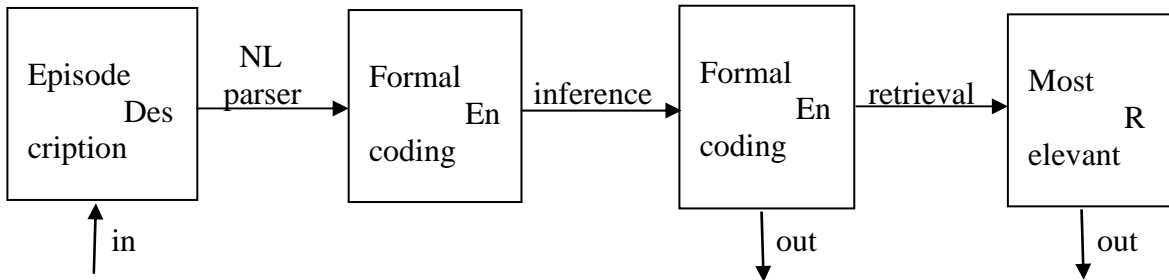 Episode
Des
cription
NL
parser
Formal
En
coding
inference
Formal
En
coding
retrieval
Most
R
elevant
in
out
out